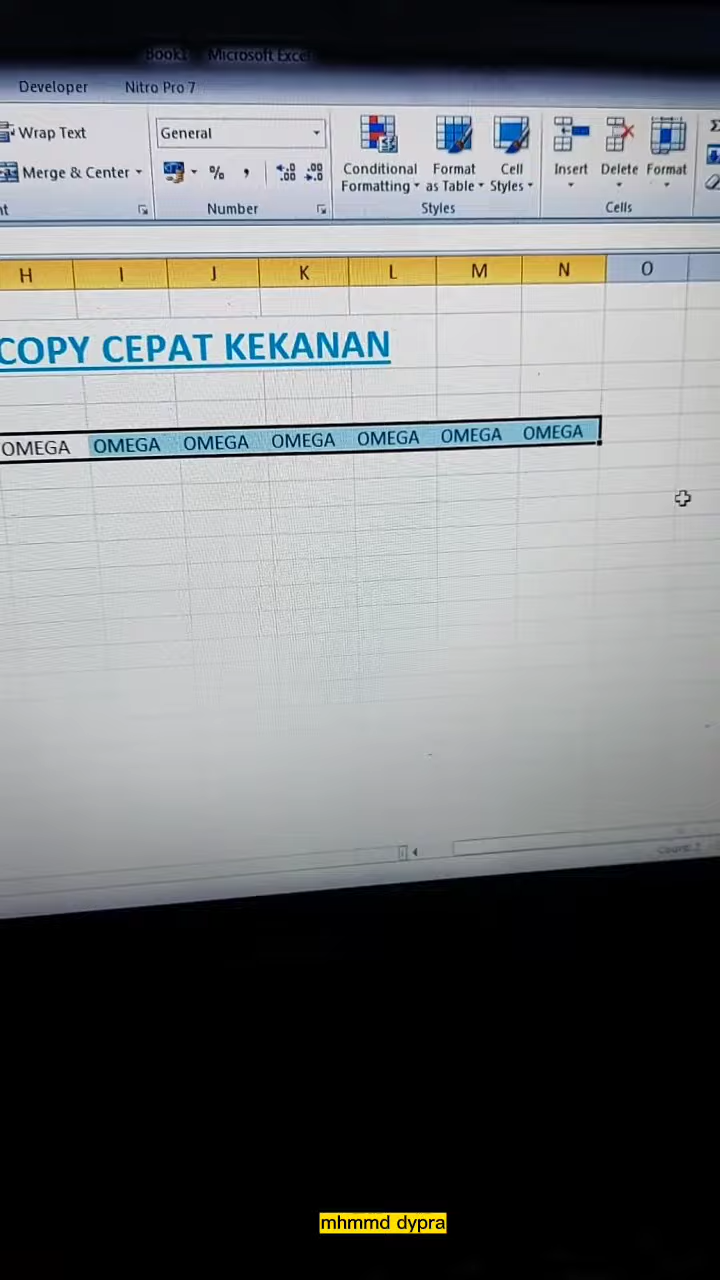 Book1 - Microsoft Excel
Developer Nitro Pro 7
Wrap Text General
Merge & Center % , Conditional Formatting Format as Table Cell Styles Insert Delete Format
Number Styles Cells
H I J K L M N O
COPY CEPAT KEKANAN
OMEGA OMEGA OMEGA OMEGA OMEGA OMEGA OMEGA
mhmmd dypra